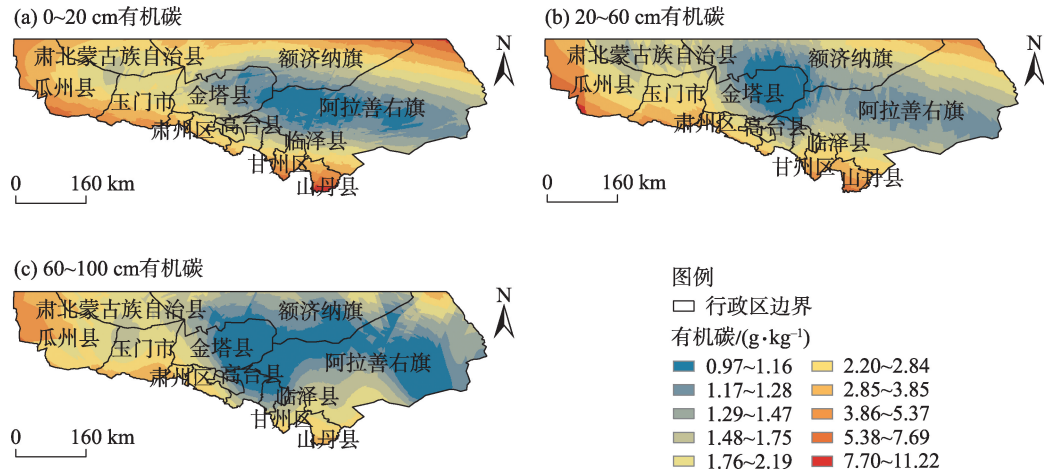 (a) 0~20 cm有机碳
肃北蒙古族自治县
额济纳旗
瓜州县
玉门市
金塔县
阿拉善右旗
肃州区
高台县
临泽县
甘州区
山丹县
N
0 160 km
(b) 20~60 cm有机碳
肃北蒙古族自治县
额济纳旗
瓜州县
玉门市
金塔县
阿拉善右旗
肃州区
高台县
临泽县
甘州区
山丹县
N
0 160 km
(c) 60~100 cm有机碳
肃北蒙古族自治县
额济纳旗
瓜州县
玉门市
金塔县
阿拉善右旗
肃州区
高台县
临泽县
甘州区
山丹县
N
0 160 km
图例
行政区边界
有机碳/(g·kg⁻¹)
0.97~1.16
1.17~1.28
1.29~1.47
1.48~1.75
1.76~2.19
2.20~2.84
2.85~3.85
3.86~5.37
5.38~7.69
7.70~11.22